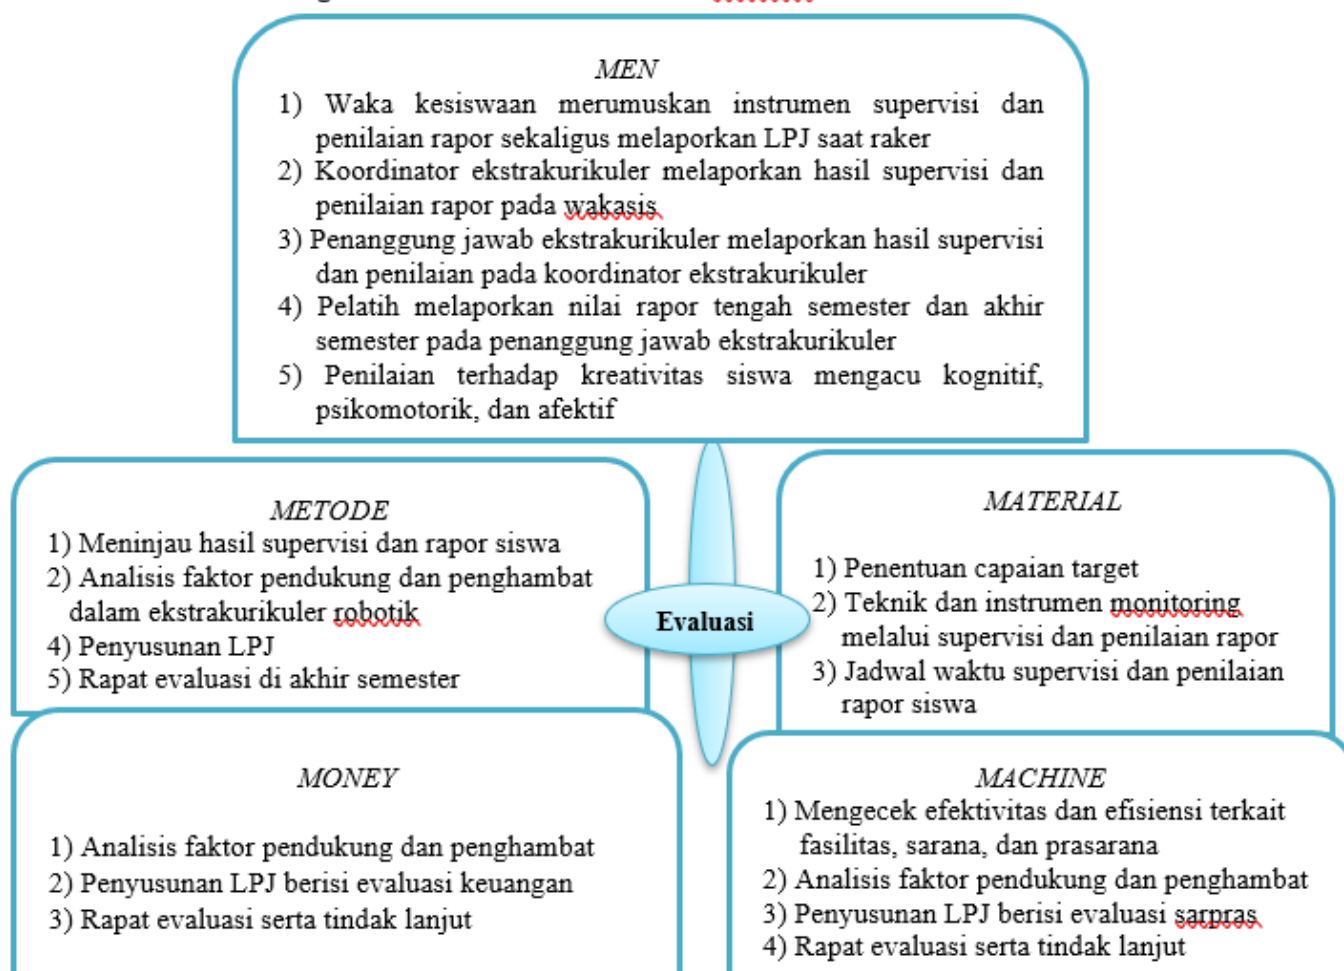 MEN
1) Waka kesiswaan merumuskan instrumen supervisi dan
penilaian rapor sekaligus melaporkan LPJ saat raker
2) Koordinator ekstrakurikuler melaporkan hasil supervisi dan
penilaian rapor pada wakasis
3) Penanggung jawab ekstrakurikuler melaporkan hasil supervisi
dan penilaian pada koordinator ekstrakurikuler
4) Pelatih melaporkan nilai rapor tengah semester dan akhir
semester pada penanggung jawab ekstrakurikuler
5) Penilaian terhadap kreativitas siswa mengacu kognitif,
psikomotorik, dan afektif
METODE
1) Meninjau hasil supervisi dan rapor siswa
2) Analisis faktor pendukung dan penghambat
dalam ekstrakurikuler robotik
4) Penyusunan LPJ
5) Rapat evaluasi di akhir semester
Evaluasi
MATERIAL
1) Penentuan capaian target
2) Teknik dan instrumen monitoring
melalui supervisi dan penilaian rapor
3) Jadwal waktu supervisi dan penilaian
rapor siswa
MONEY
1) Analisis faktor pendukung dan penghambat
2) Penyusunan LPJ berisi evaluasi keuangan
3) Rapat evaluasi serta tindak lanjut
MACHINE
1) Mengecek efektivitas dan efisiensi terkait
fasilitas, sarana, dan prasarana
2) Analisis faktor pendukung dan penghambat
3) Penyusunan LPJ berisi evaluasi sarpras
4) Rapat evaluasi serta tindak lanjut